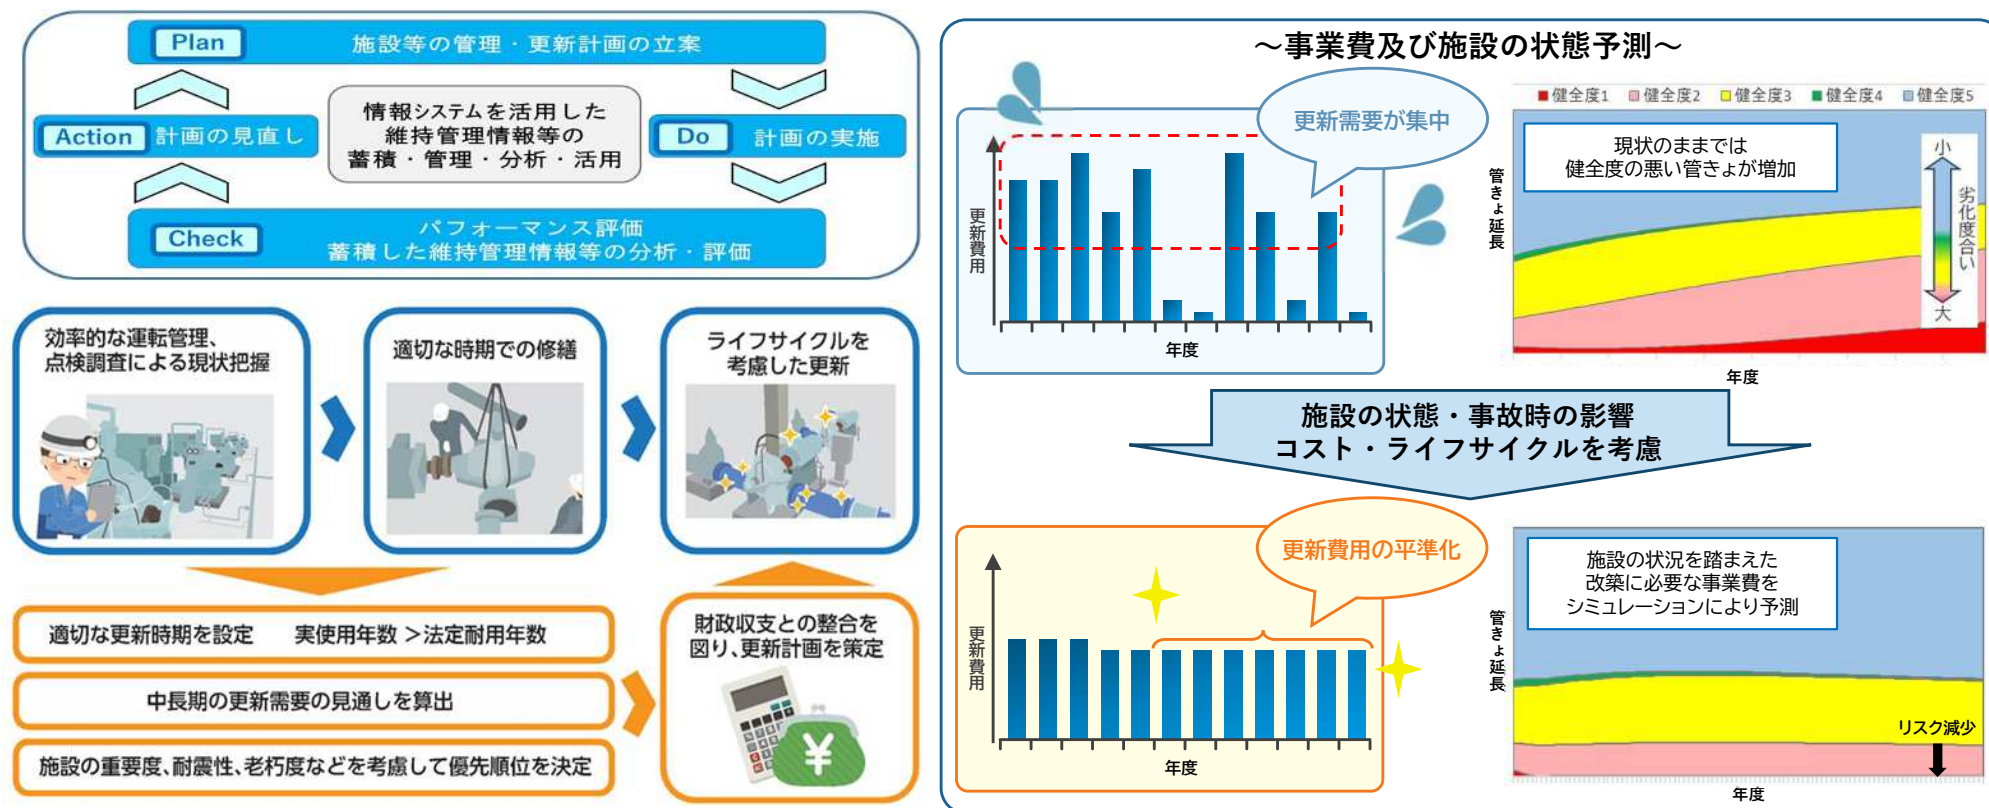 Plan
施設等の管理・更新計画の立案
Action
計画の見直し
情報システムを活用した
維持管理情報等の
蓄積・管理・分析・活用
Do
計画の実施
Check
パフォーマンス評価
蓄積した維持管理情報等の分析・評価
効率的な運転管理、
点検調査による現状把握
適切な時期での修繕
ライフサイクルを
考慮した更新
適切な更新時期を設定　実使用年数＞法定耐用年数
中長期の更新需要の見通しを算出
施設の重要度、耐震性、老朽度などを考慮して優先順位を決定
財政収支との整合を
図り、更新計画を策定
¥
～事業費及び施設の状態予測～
更新需要が集中
更新費用
年度
健全度1 健全度2 健全度3 健全度4 健全度5
現状のままでは
健全度の悪い管きょが増加
管きょ延長
小
劣化度合い
大
年度
施設の状態・事故時の影響
コスト・ライフサイクルを考慮
更新費用の平準化
更新費用
年度
施設の状況を踏まえた
改築に必要な事業費を
シミュレーションにより予測
管きょ延長
リスク減少
年度